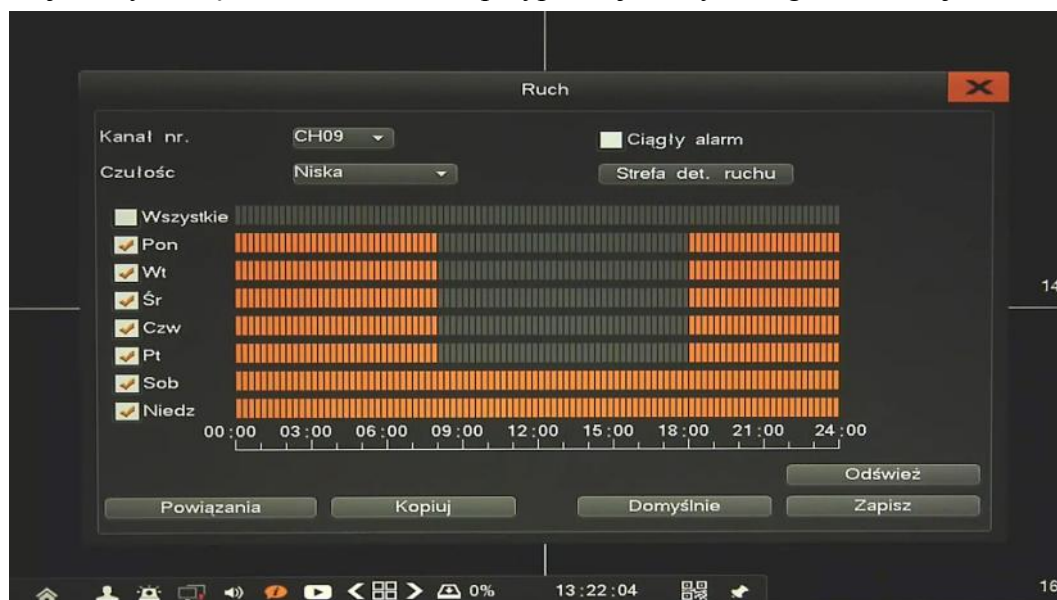 Ruch
Kanał nr. CH09 Ciągły alarm
Czułośc Niska Strefa det. ruchu
Wszystkie
Pon
Wt
Śr
Czw
Pt
Sob
Niedz
00:00 03:00 06:00 09:00 12:00 15:00 18:00 21:00 24:00
Odśwież
Powiązania Kopiuj Domyślnie Zapisz
14
0% 13:22:04 16